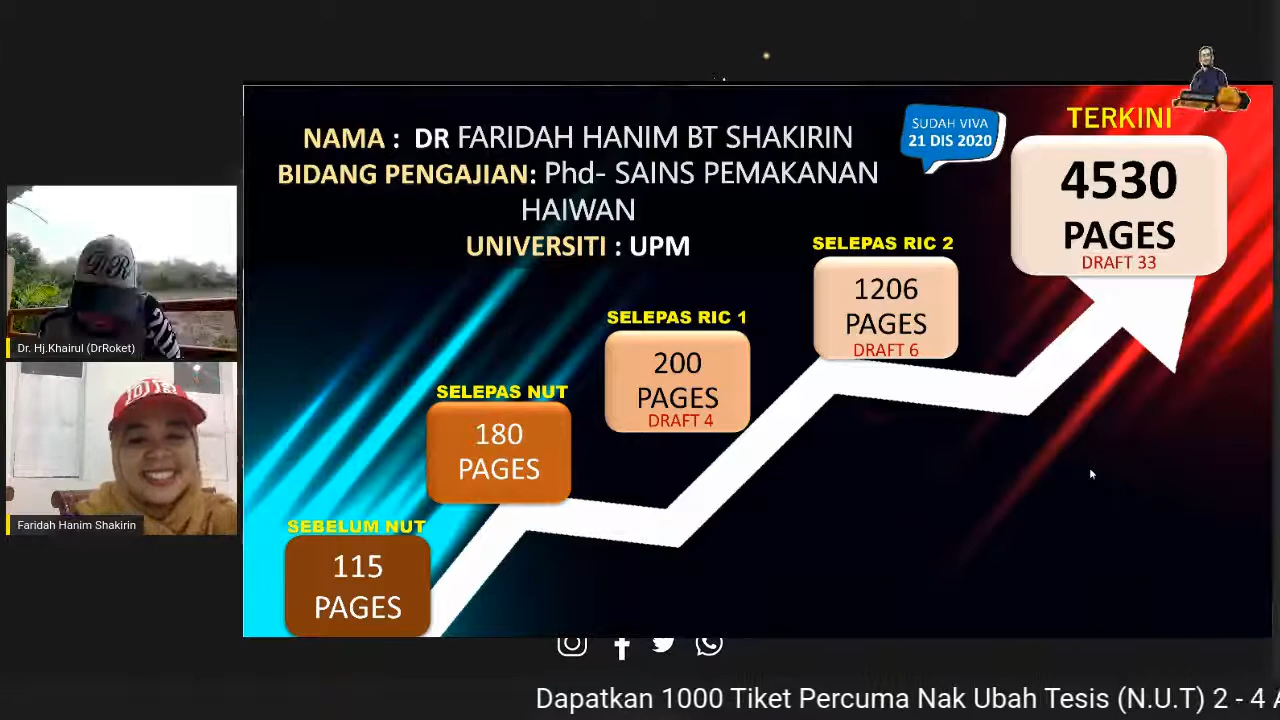 NAMA : DR FARIDAH HANIM BT SHAKIRIN
BIDANG PENGAJIAN: Phd- SAINS PEMAKANAN
HAIWAN
UNIVERSITI : UPM
SUDAH VIVA
21 DIS 2020
TERKINI
4530
PAGES
DRAFT 33
SELEPAS RIC 2
1206
PAGES
DRAFT 6
SELEPAS RIC 1
200
PAGES
DRAFT 4
SELEPAS NUT
180
PAGES
SEBELUM NUT
115
PAGES
DR
Dr. Hj.Khairul (DrRoket)
Faridah Hanim Shakirin
Dapatkan 1000 Tiket Percuma Nak Ubah Tesis (N.U.T) 2 - 4